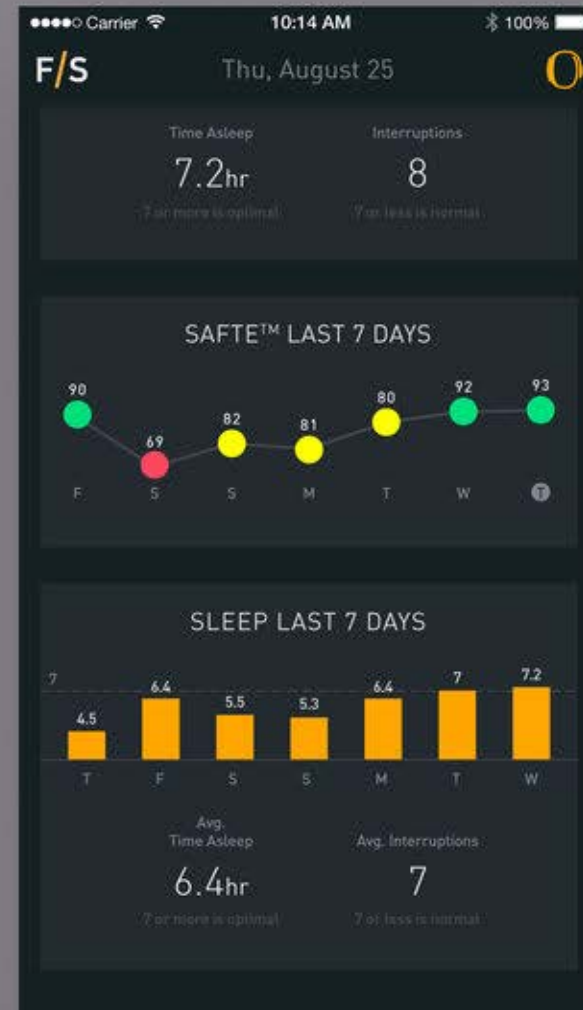 Carrier 10:14 AM 100%
F/S Thu, August 25 O
Time Asleep Interruptions
7.2hr 8
7 or more is optimal 7 or less is normal
SAFTE™ LAST 7 DAYS
90 69 82 81 80 92 93
F S S M T W T
SLEEP LAST 7 DAYS
7
4.5 6.4 5.5 5.3 6.4 7 7.2
T F S S M T W
Avg.
Time Asleep Avg. Interruptions
6.4hr 7
7 or more is optimal 7 or less is normal